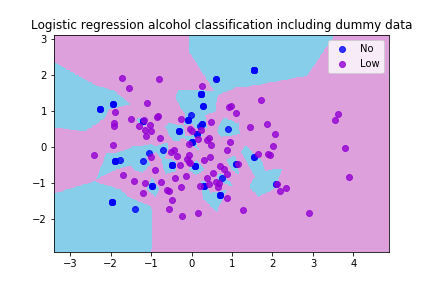 Logistic regression alcohol classification including dummy data
No
Low
3
2
1
0
−1
−2
−3 −2 −1 0 1 2 3 4